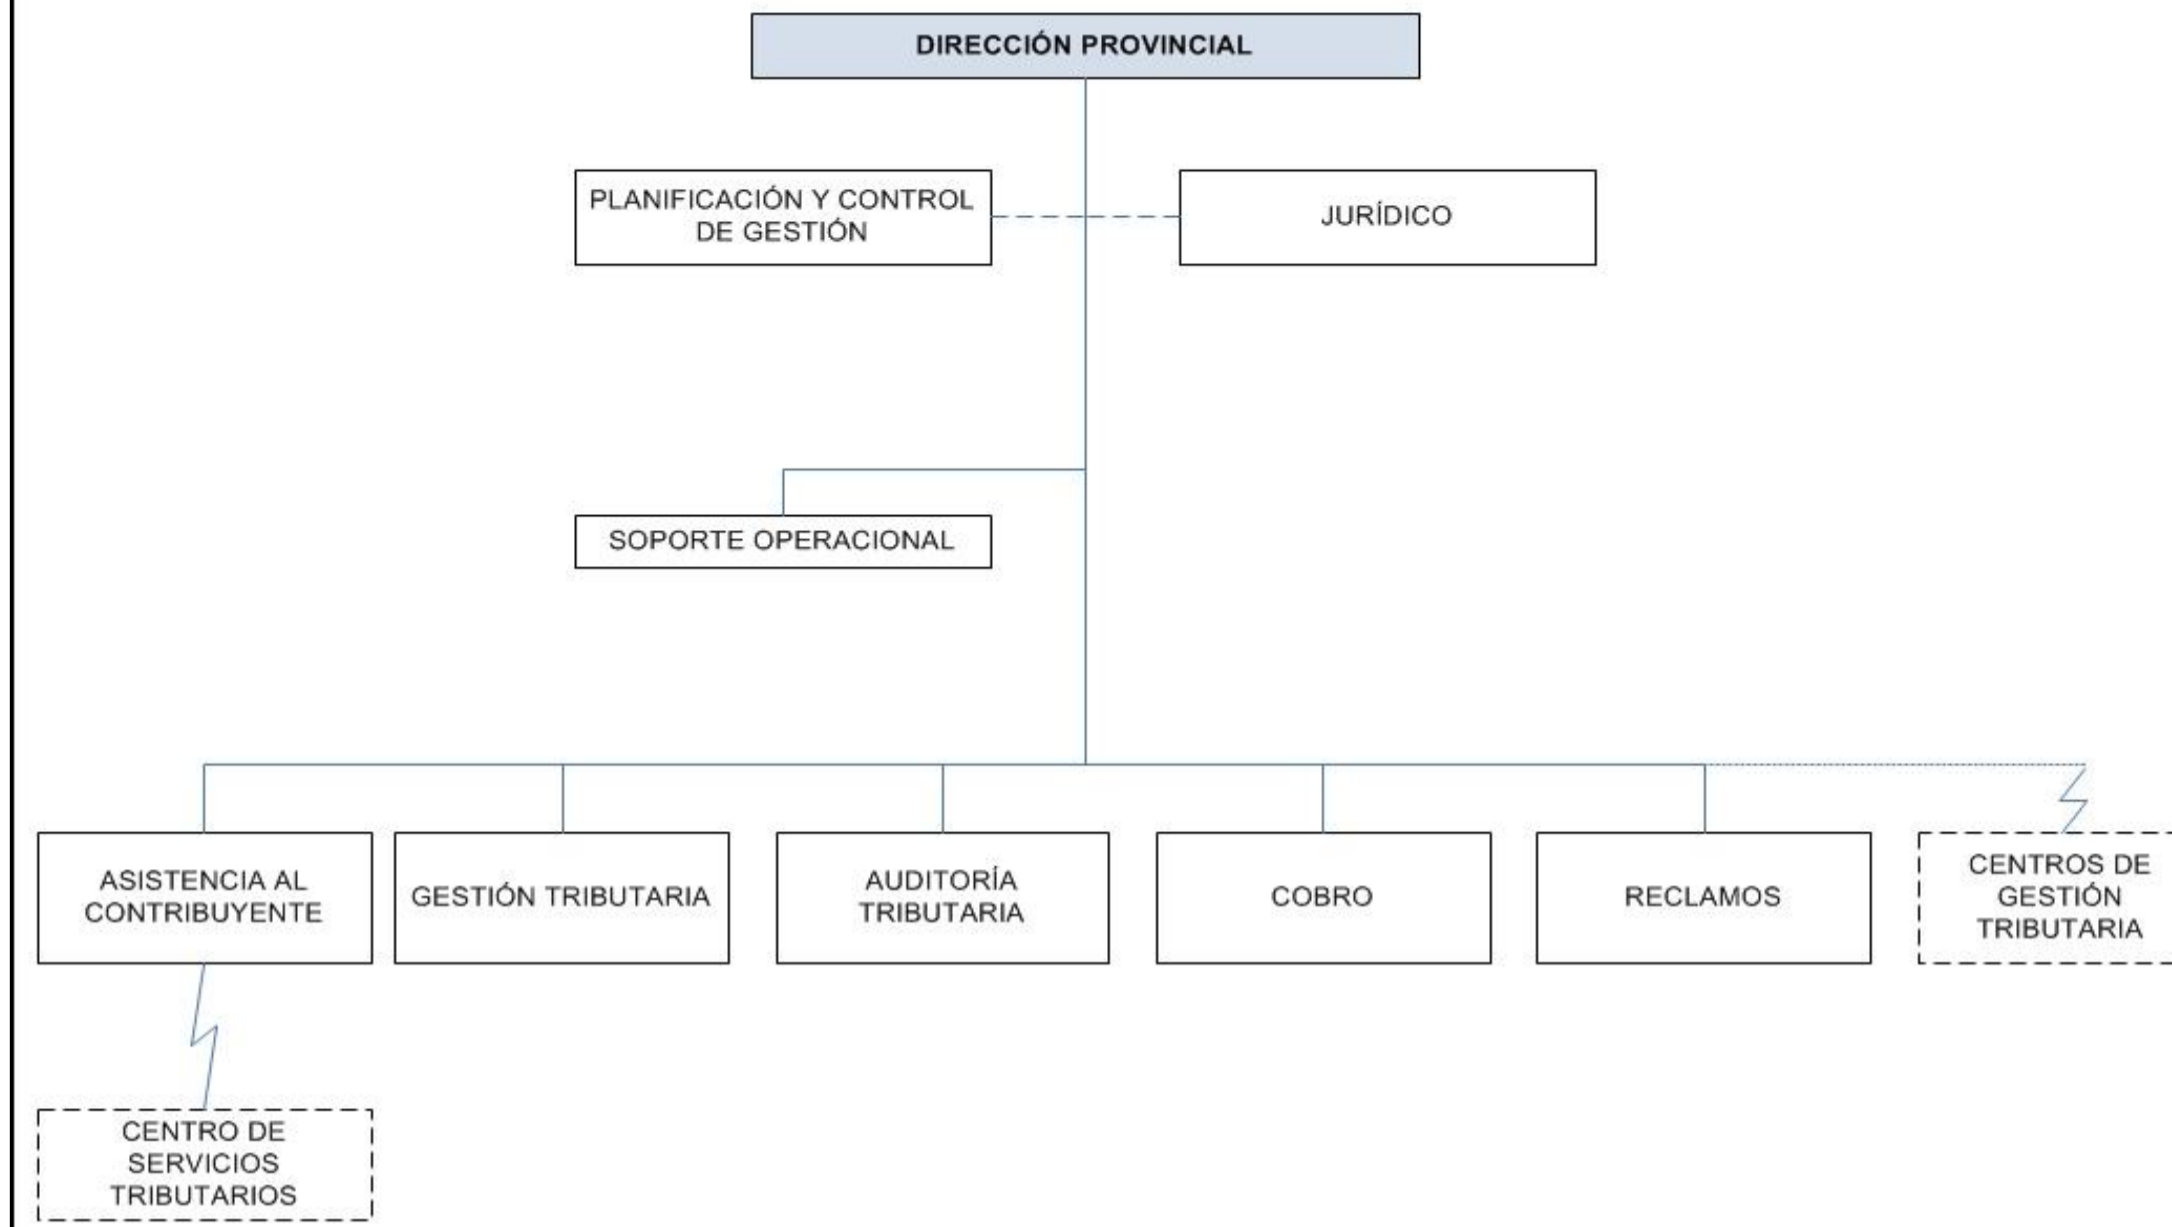 DIRECCIÓN PROVINCIAL
PLANIFICACIÓN Y CONTROL
DE GESTIÓN
JURÍDICO
SOPORTE OPERACIONAL
ASISTENCIA AL
CONTRIBUYENTE
GESTIÓN TRIBUTARIA
AUDITORÍA
TRIBUTARIA
COBRO
RECLAMOS
CENTROS DE
GESTIÓN
TRIBUTARIA
CENTRO DE
SERVICIOS
TRIBUTARIOS